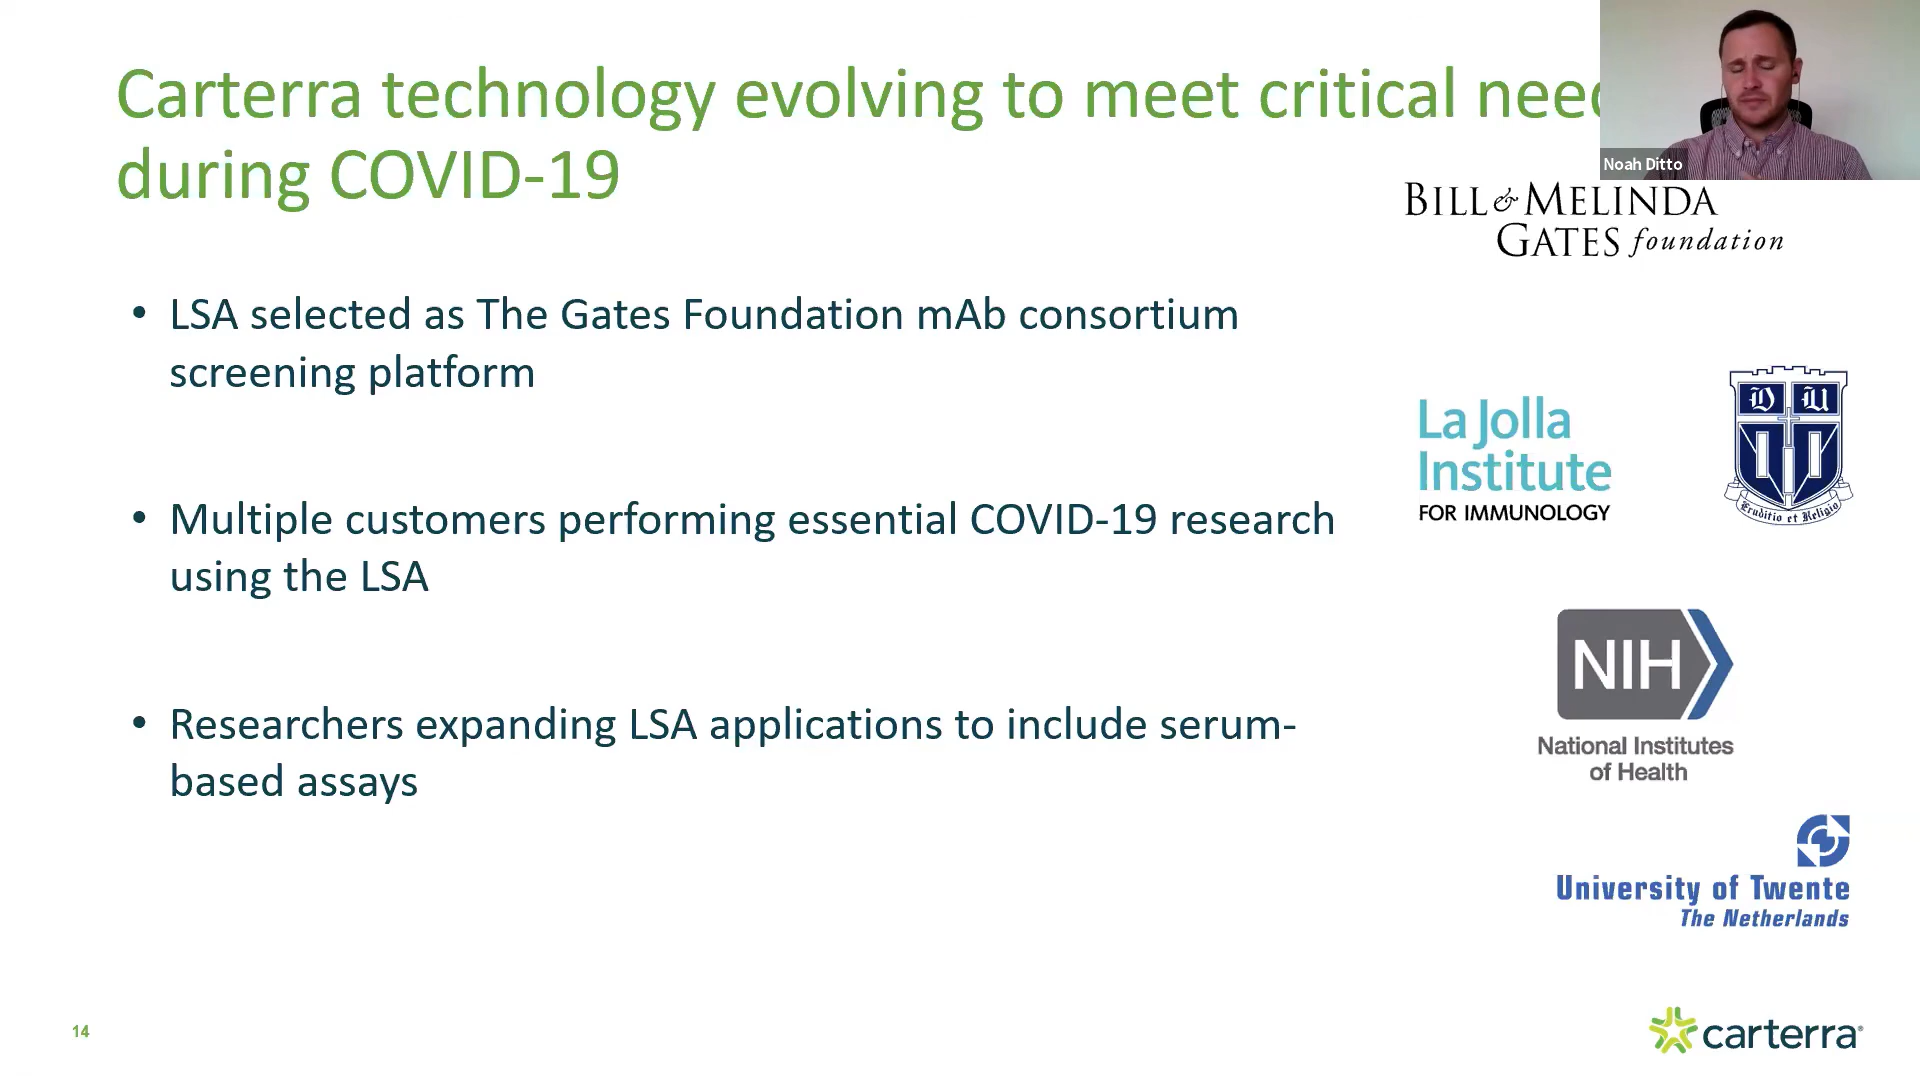 Carterra technology evolving to meet critical
during COVID-19
Noah Ditto
BILL & MELINDA
GATES foundation
• LSA selected as The Gates Foundation mAb consortium
screening platform
La Jolla
Institute
FOR IMMUNOLOGY
D U
Eruditio et Religio
• Multiple customers performing essential COVID-19 research
using the LSA
NIH
National Institutes
of Health
• Researchers expanding LSA applications to include serum-
based assays
University of Twente
The Netherlands
14
carterra®